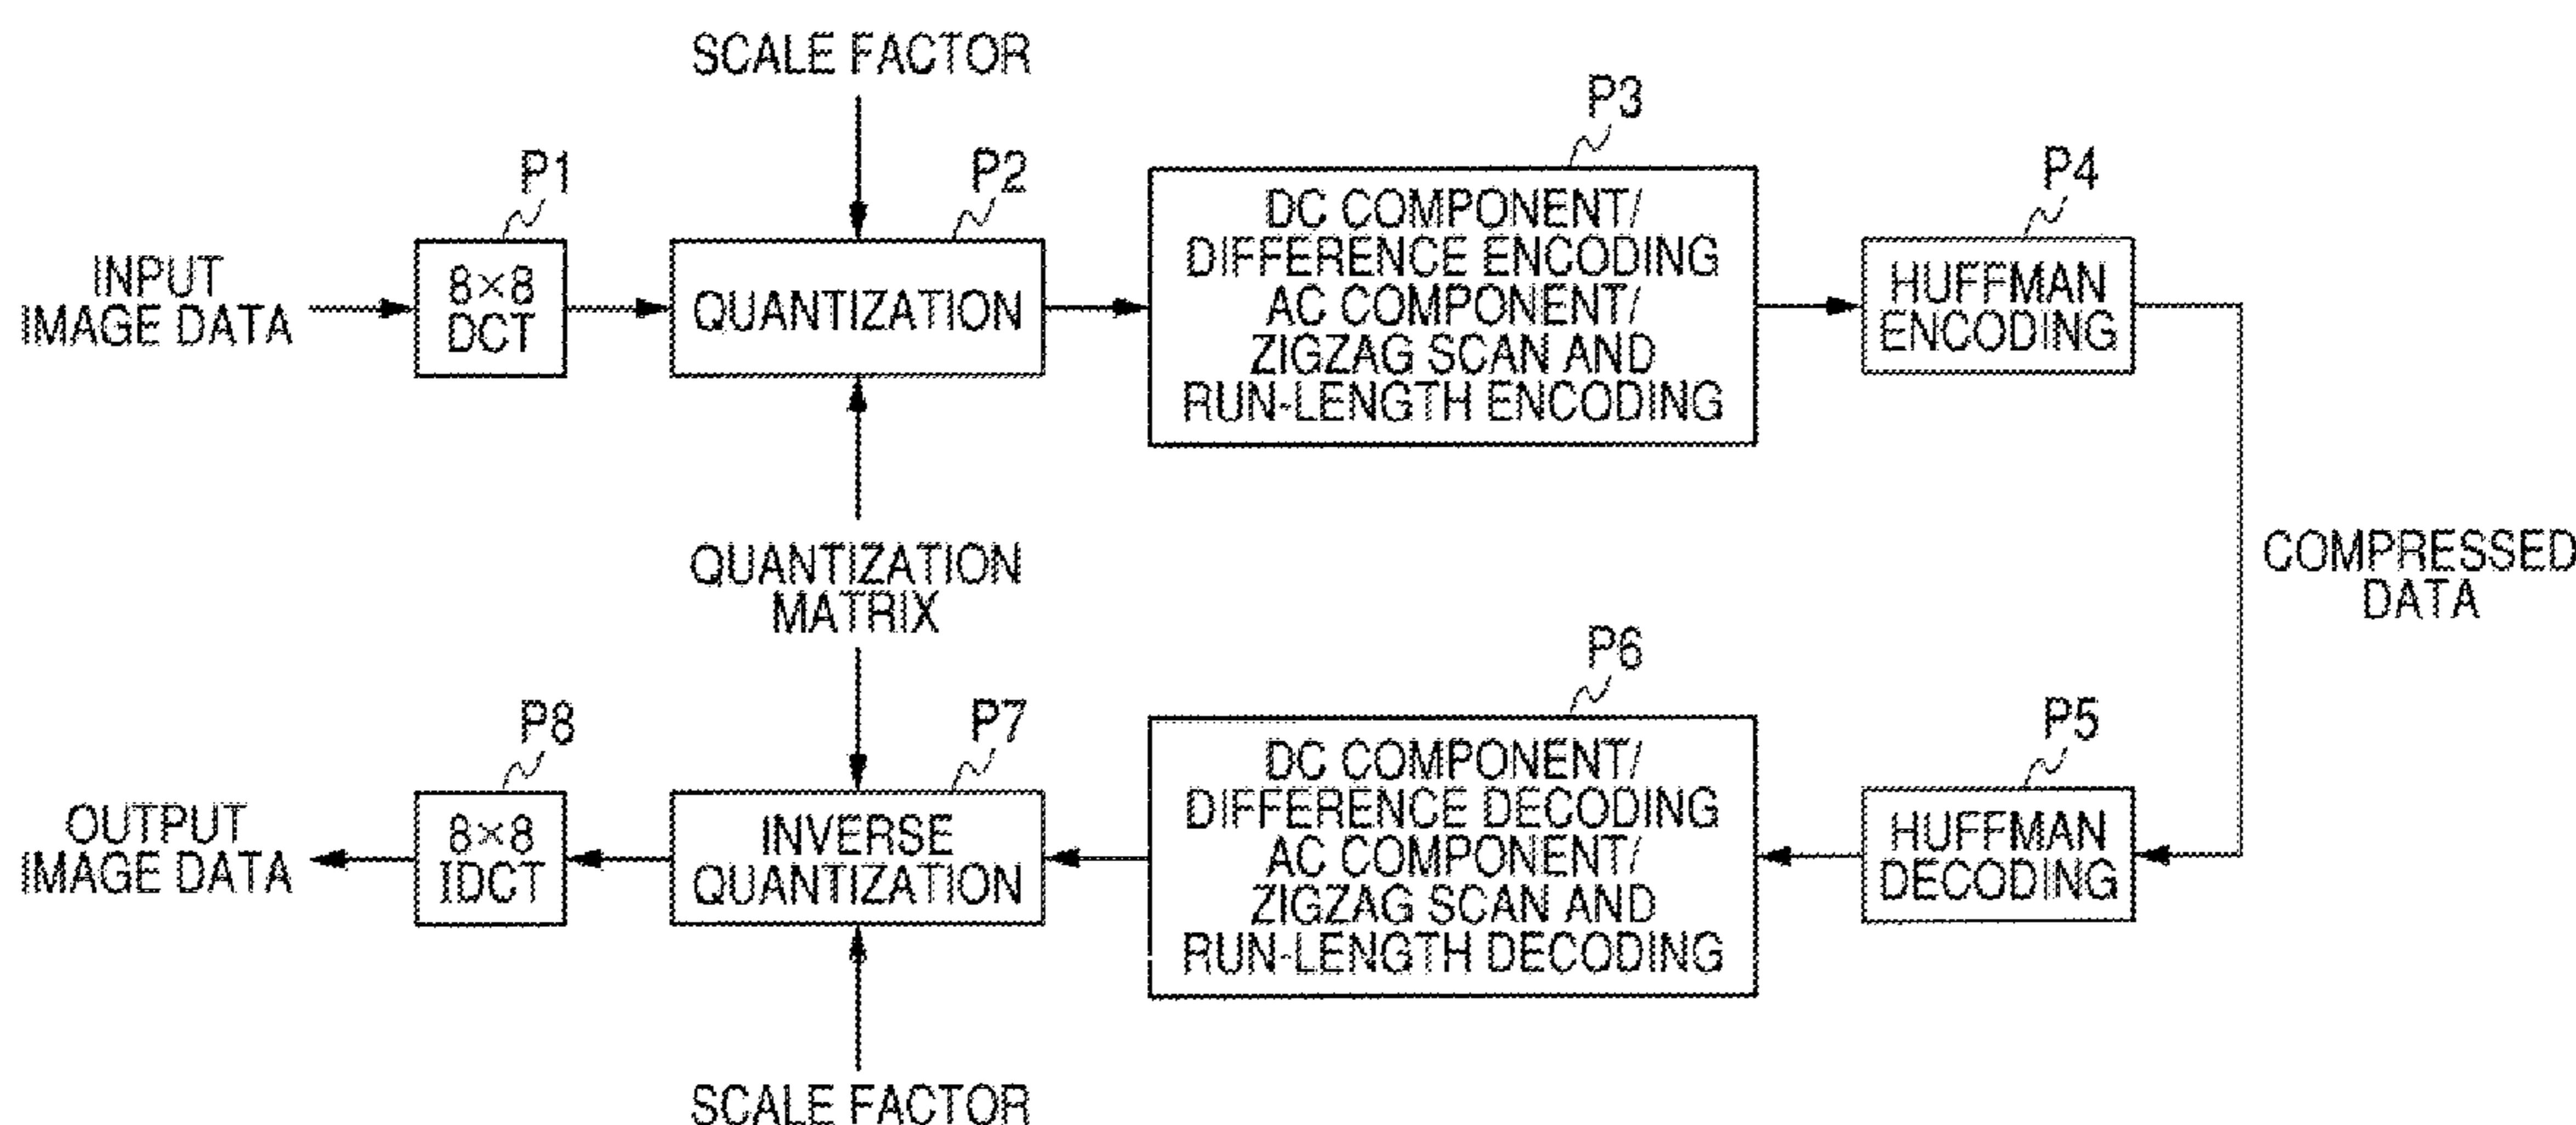 SCALE FACTOR
P1
P2
P3
P4
INPUT
IMAGE DATA
8×8
DCT
QUANTIZATION
DC COMPONENT/
DIFFERENCE ENCODING
AC COMPONENT/
ZIGZAG SCAN AND
RUN-LENGTH ENCODING
HUFFMAN
ENCODING
QUANTIZATION
MATRIX
COMPRESSED
DATA
P8
P7
P6
P5
OUTPUT
IMAGE DATA
8×8
IDCT
INVERSE
QUANTIZATION
DC COMPONENT/
DIFFERENCE DECODING
AC COMPONENT/
ZIGZAG SCAN AND
RUN-LENGTH DECODING
HUFFMAN
DECODING
SCALE FACTOR